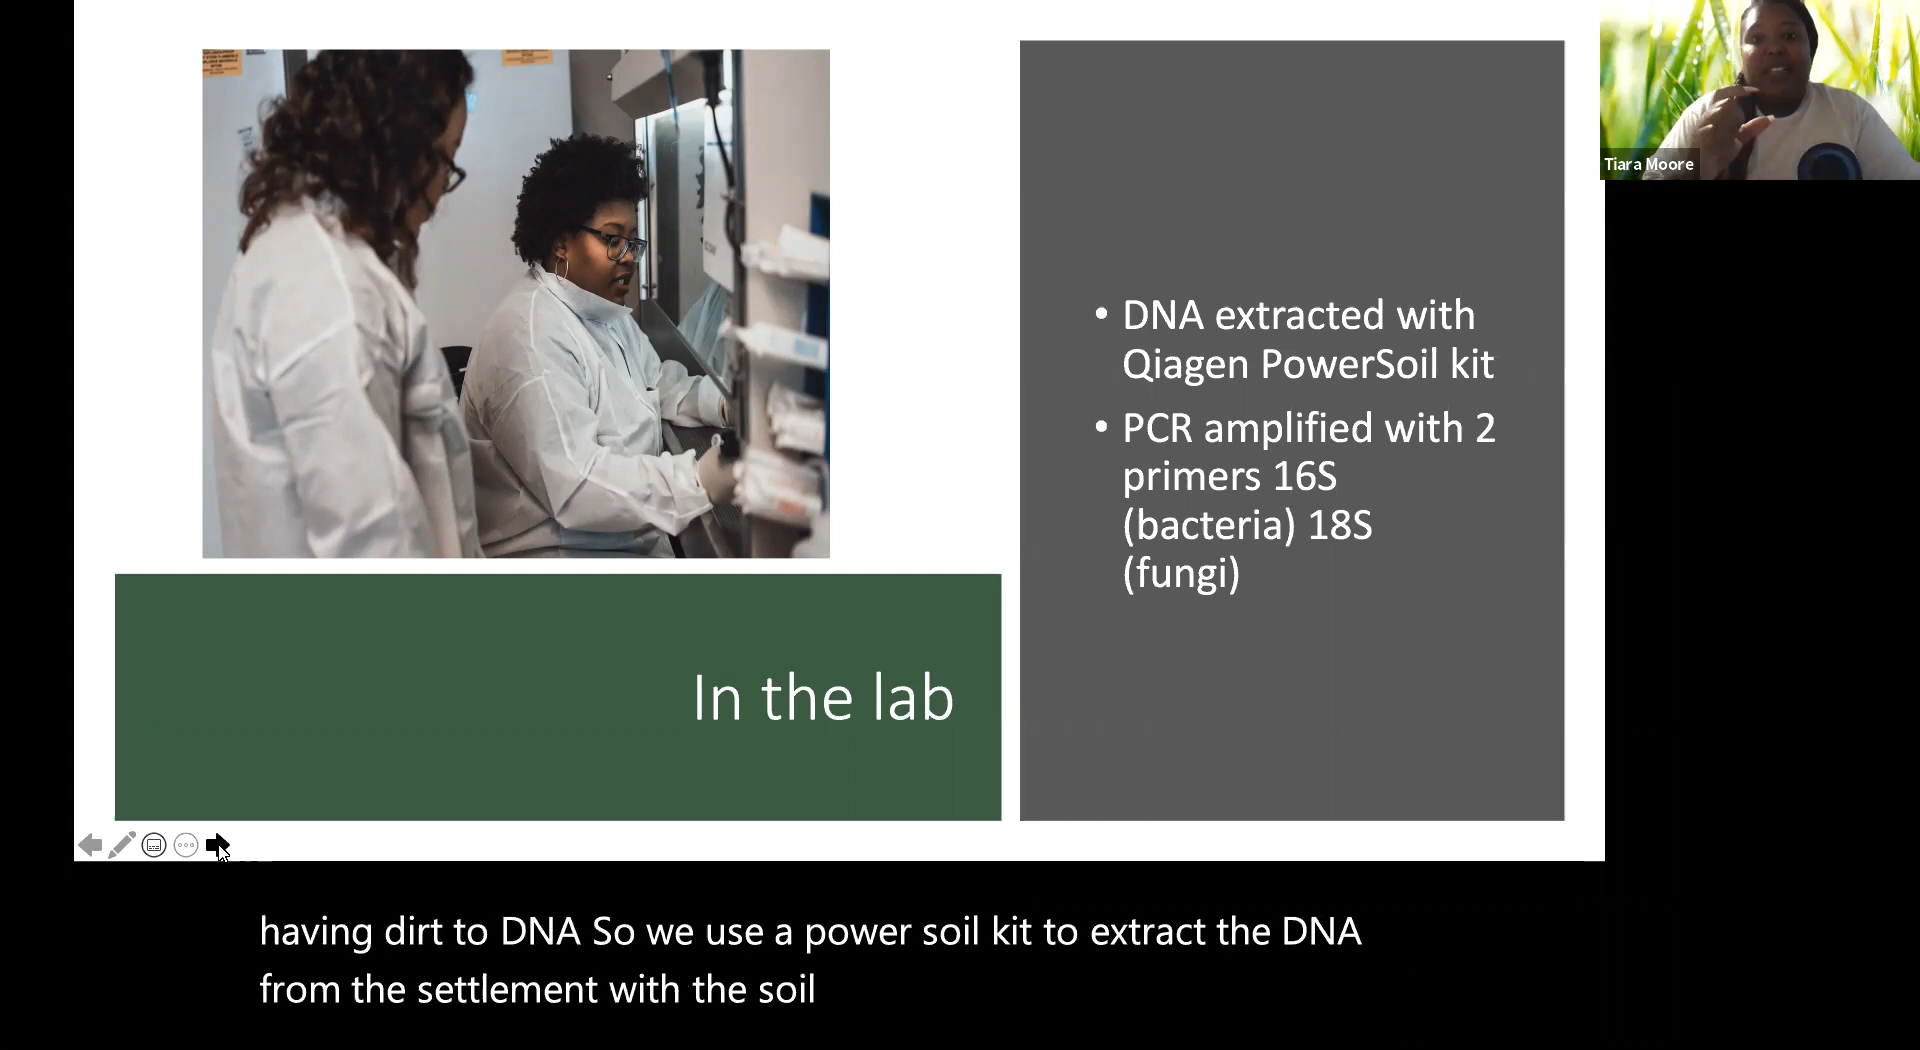 Tiara Moore
• DNA extracted with
Qiagen PowerSoil kit
• PCR amplified with 2
primers 16S
(bacteria) 18S
(fungi)
In the lab
having dirt to DNA So we use a power soil kit to extract the DNA
from the settlement with the soil